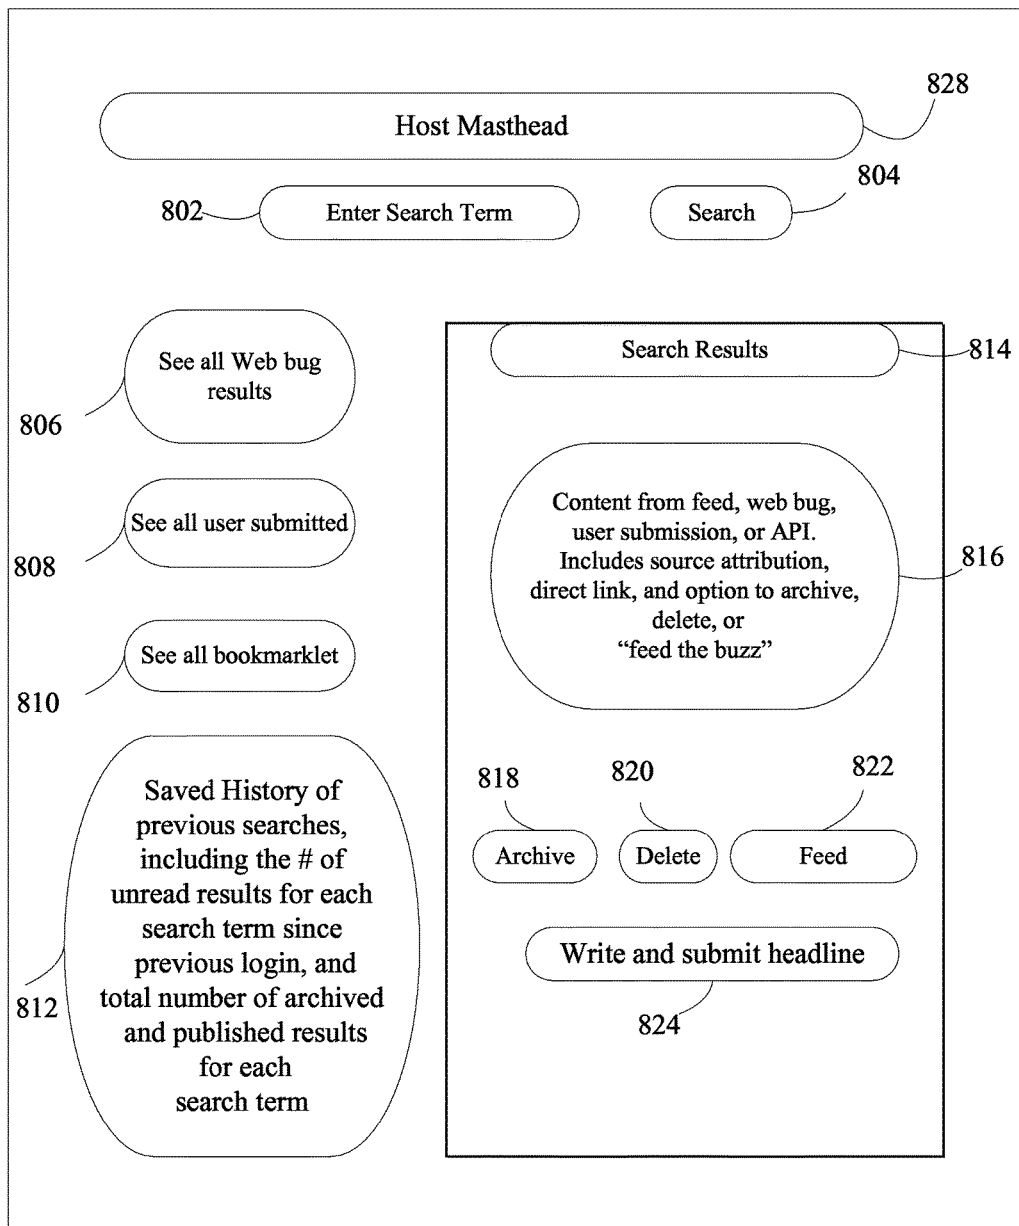 828
Host Masthead
804
802
Enter Search Term
Search
See all Web bug
results
806
Search Results
814
See all user submitted
808
Content from feed, web bug,
user submission, or API.
Includes source attribution,
direct link, and option to archive,
delete, or
“feed the buzz”
816
See all bookmarklet
810
Saved History of
previous searches,
including the # of
unread results for each
search term since
previous login, and
total number of archived
and published results
for each
search term
812
818
820
822
Archive
Delete
Feed
Write and submit headline
824